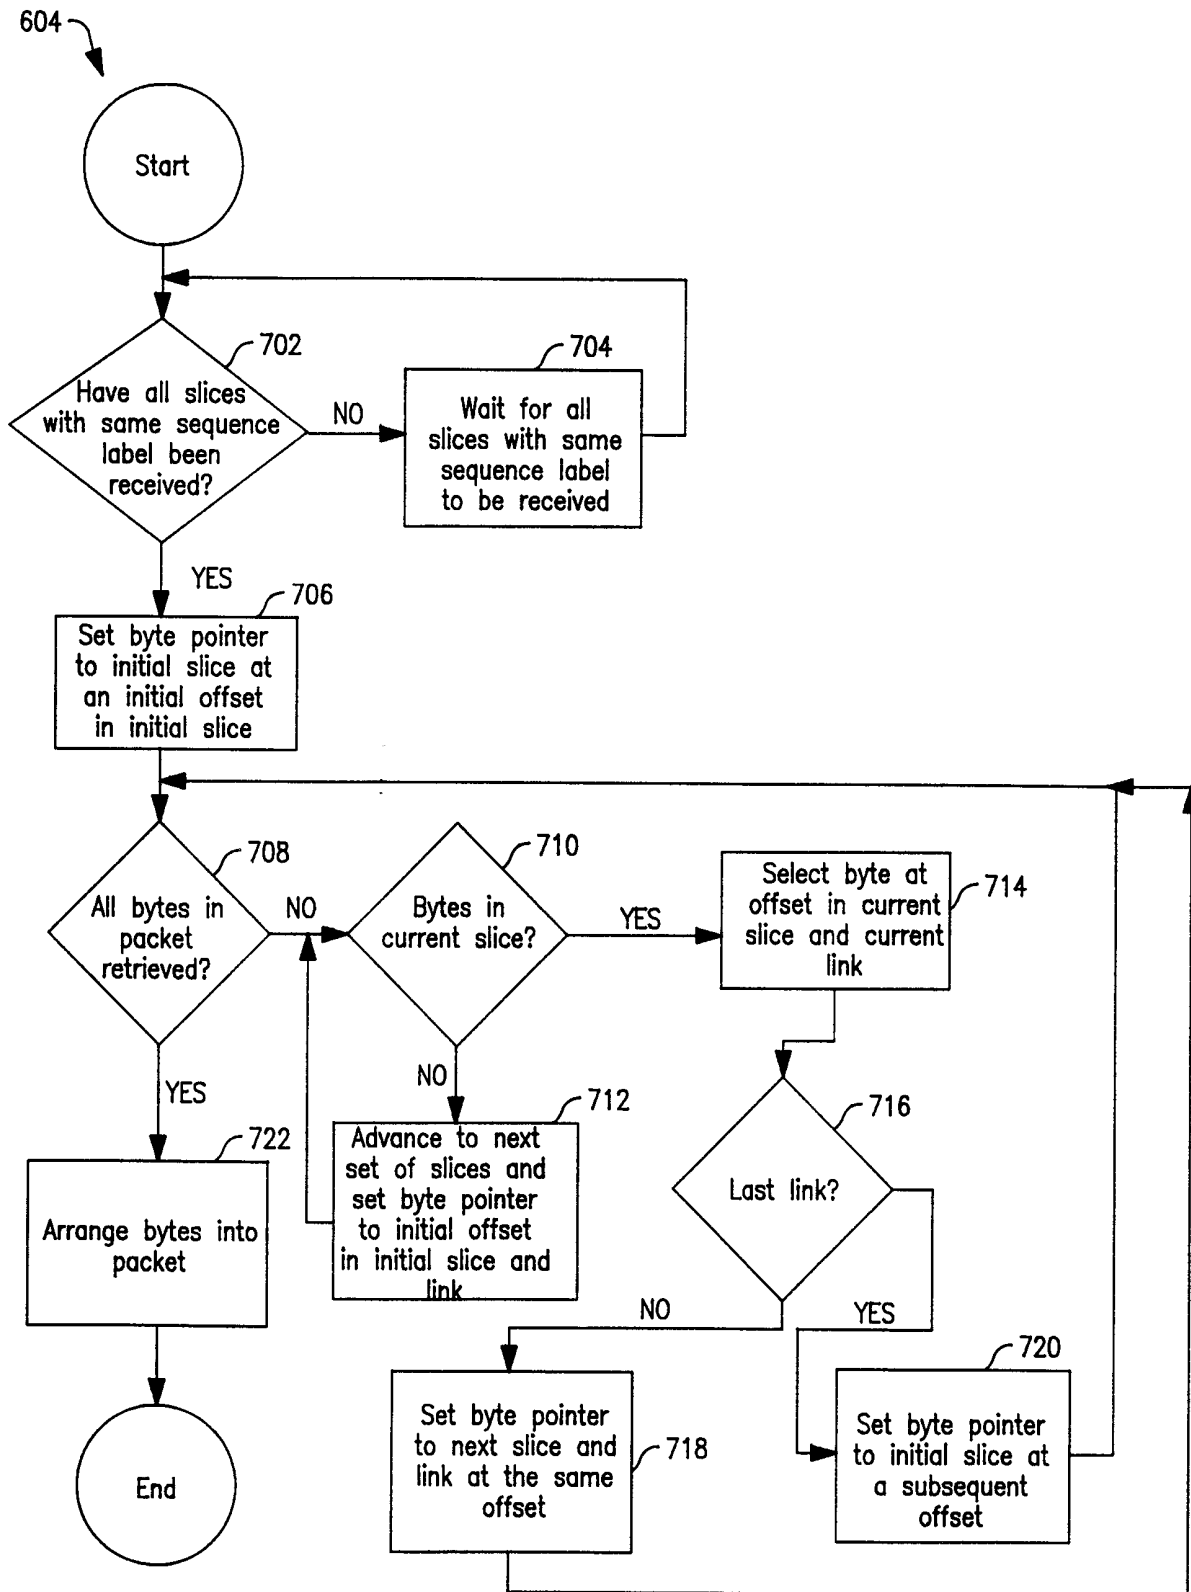 604
Start
702
Have all slices
with same sequence
label been
received?
NO
704
Wait for all
slices with same
sequence label
to be received
YES
706
Set byte pointer
to initial slice at
an initial offset
in initial slice
708
All bytes in
packet
retrieved?
NO
710
Bytes in
current slice?
YES
Select byte at
offset in current
slice and current
link
714
YES
NO
712
Advance to next
set of slices and
set byte pointer
to initial offset
in initial slice and
link
716
Last link?
722
Arrange bytes into
packet
NO
YES
720
Set byte pointer
to initial slice at
a subsequent
offset
Set byte pointer
to next slice and
link at the same
offset
718
End